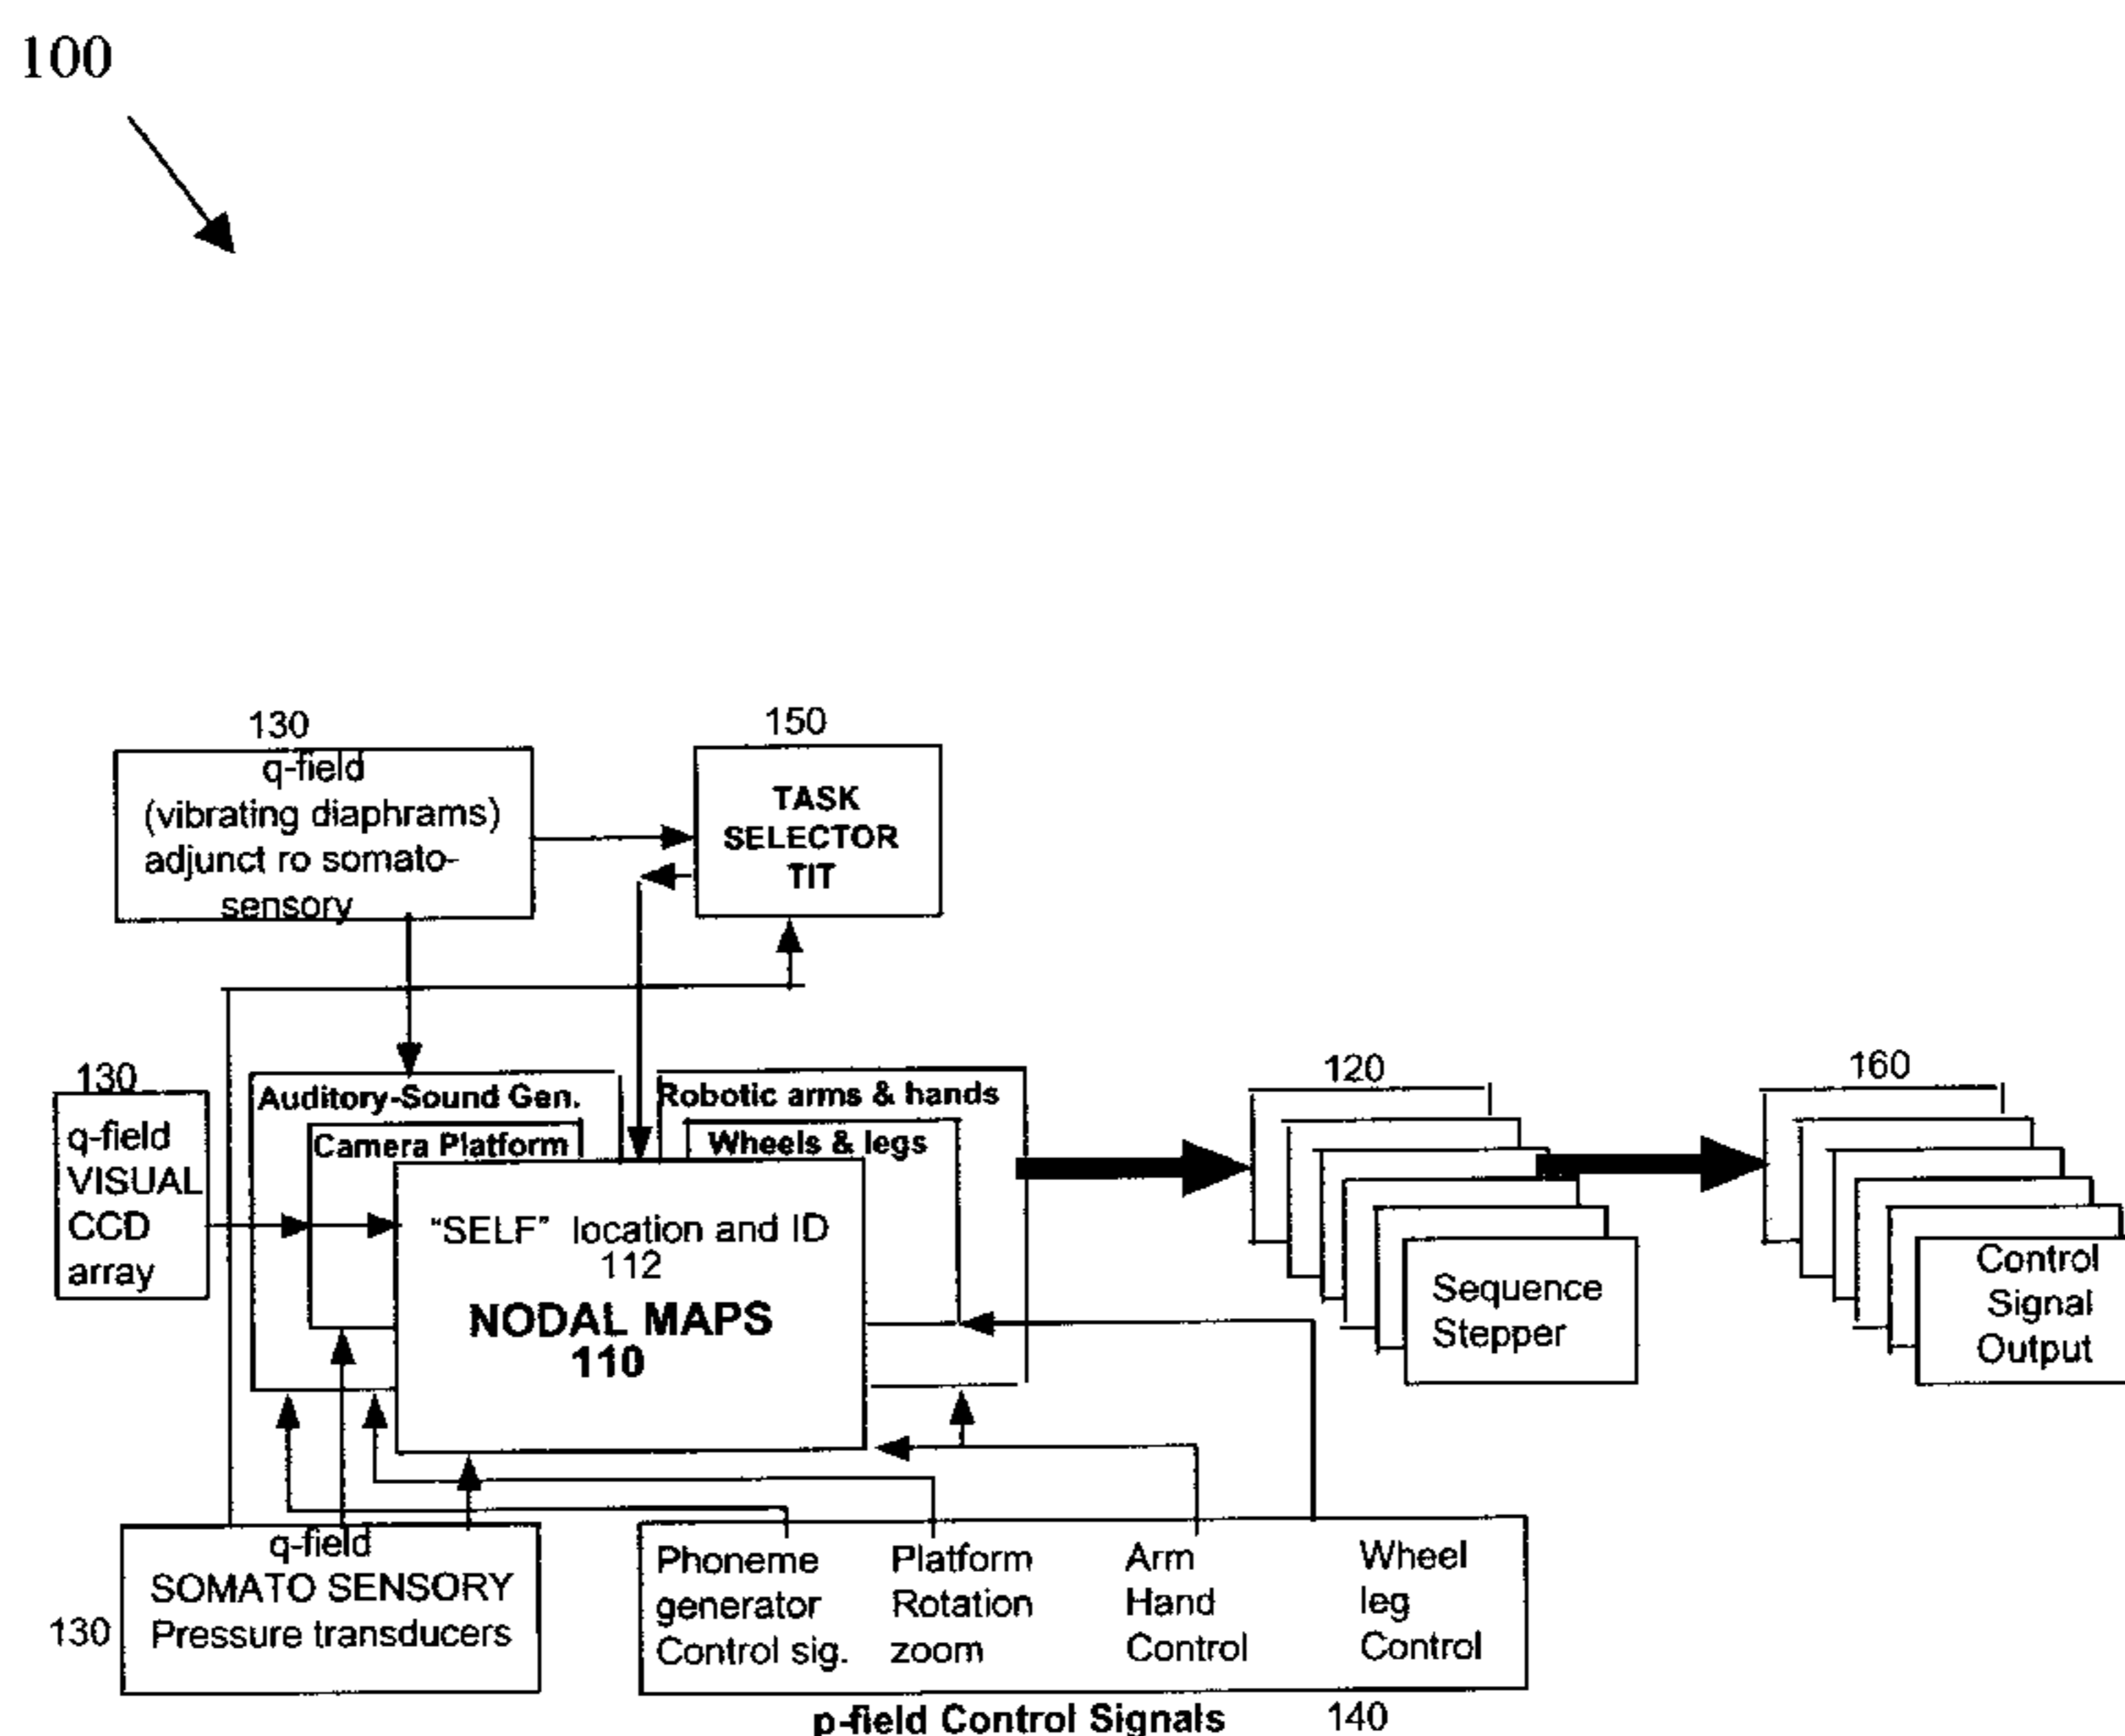 100
130
q-field
(vibrating diaphrams)
adjunct ro somato-
sensory
150
TASK
SELECTOR
TIT
130
q-field
VISUAL
CCD
array
Auditory-Sound Gen.
Camera Platform
Robotic arms & hands
Wheels & legs
"SELF" location and ID
112
NODAL MAPS
110
120
Sequence
Stepper
160
Control
Signal
Output
130
q-field
SOMATO SENSORY
Pressure transducers
Phoneme
generator
Control sig.
Platform
Rotation
zoom
Arm
Hand
Control
Wheel
leg
Control
p-field Control Signals
140